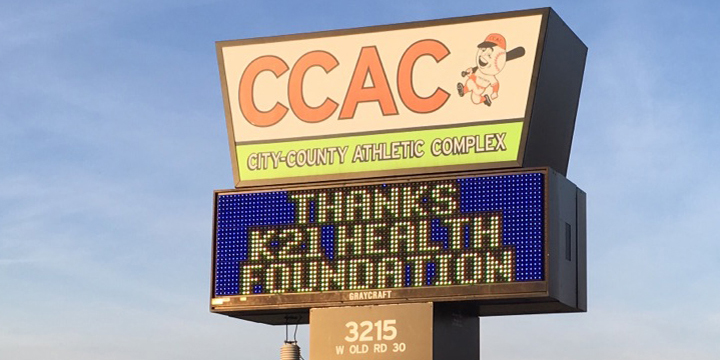 CCAC
CITY-COUNTY ATHLETIC COMPLEX
THANKS
K21 HEALTH
FOUNDATION
GRAYCRAFT
3215
W OLD RD 30